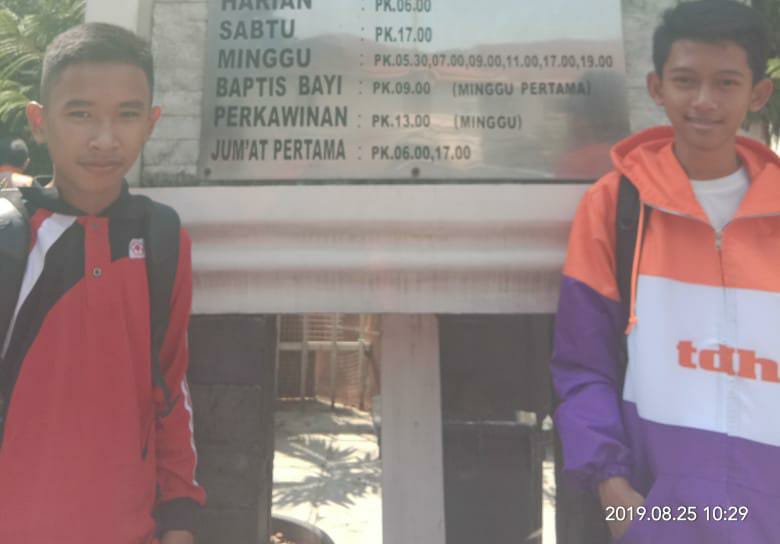 HARIAN : PK.06.00
SABTU : PK.17.00
MINGGU : PK.05.30,07.00,09.00,11.00,17.00,19.00
BAPTIS BAYI : PK.09.00 (MINGGU PERTAMA)
PERKAWINAN : PK.13.00 (MINGGU)
JUM'AT PERTAMA : PK.06.00,17.00
tdh
2019.08.25 10:29